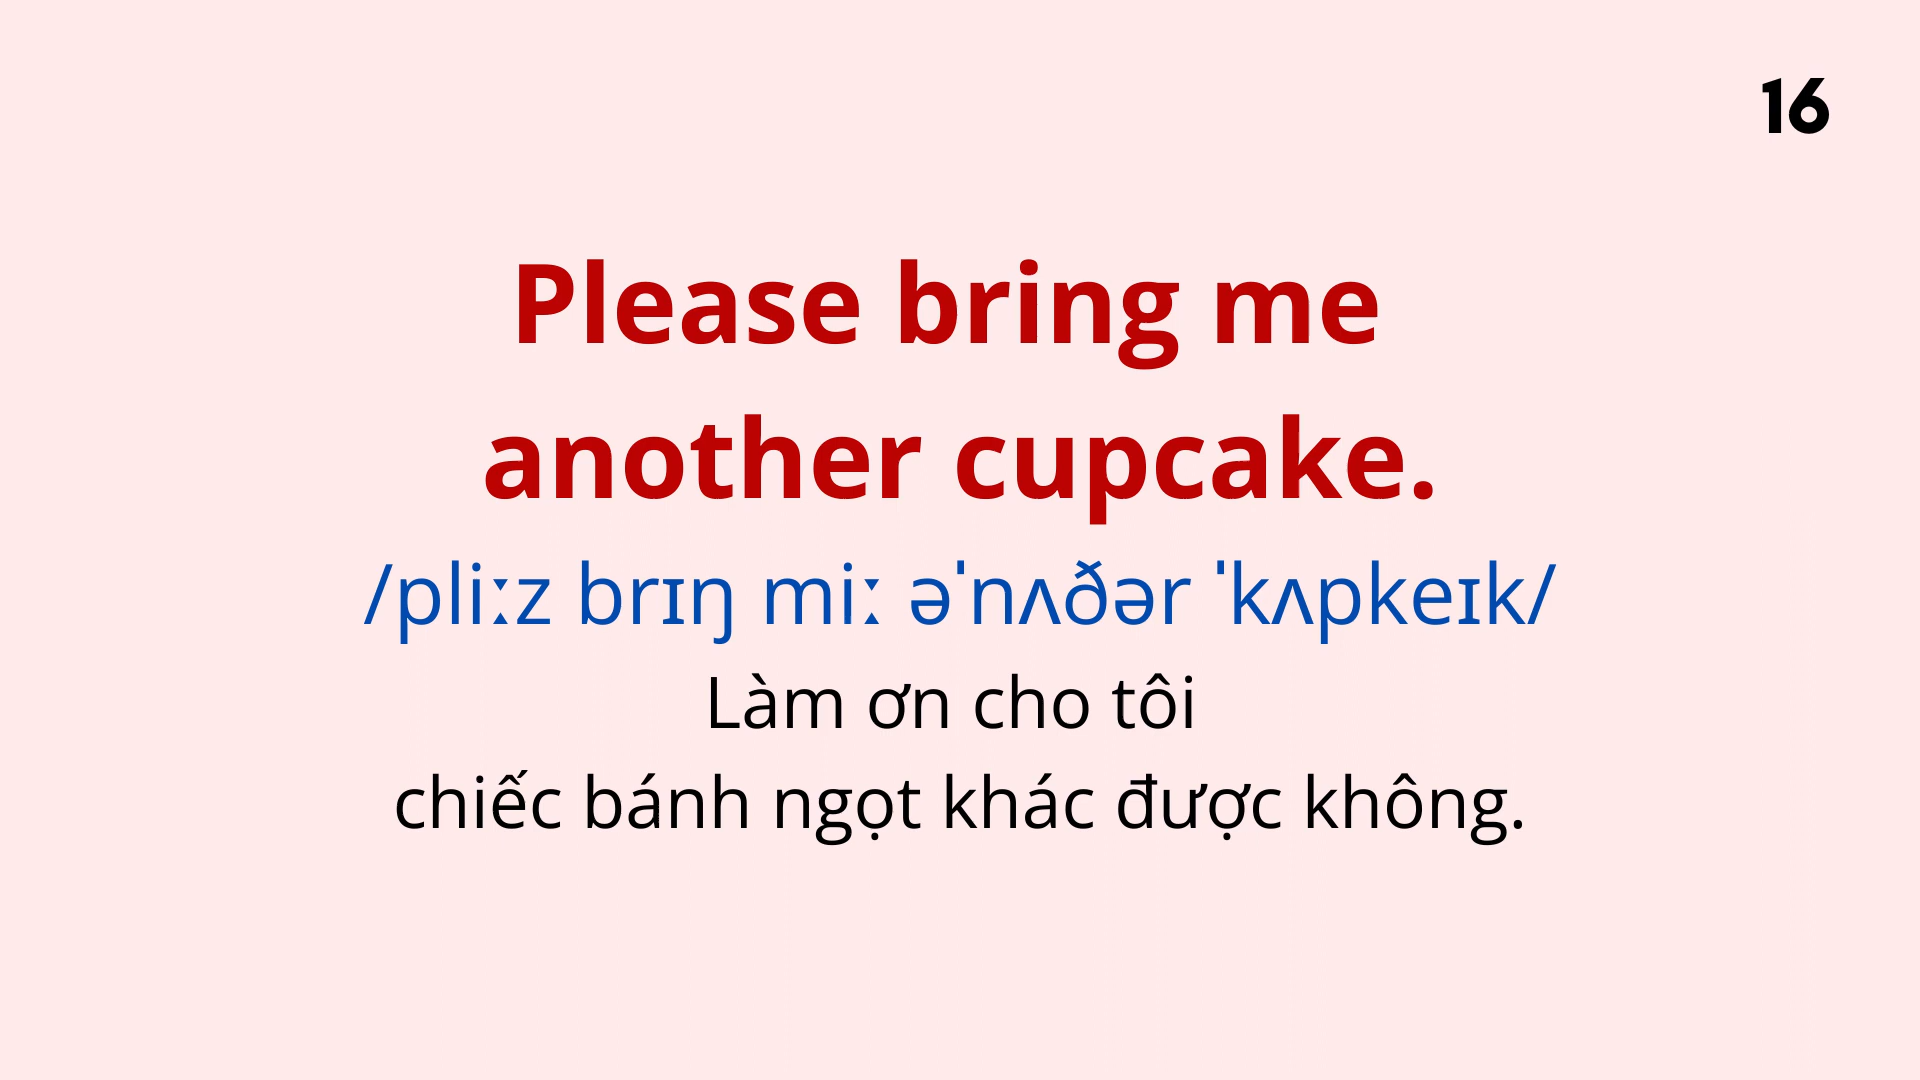 16
Please bring me
another cupcake.
/pliːz brɪŋ miː əˈnʌðər ˈkʌpkeɪk/
Làm ơn cho tôi
chiếc bánh ngọt khác được không.